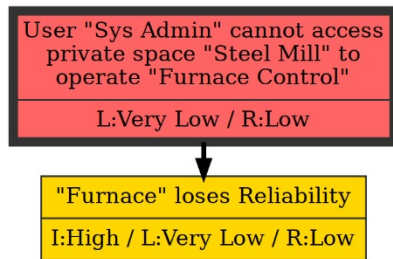 User "Sys Admin" cannot access
private space "Steel Mill" to
operate "Furnace Control"
L:Very Low / R:Low
"Furnace" loses Reliability
I:High / L:Very Low / R:Low